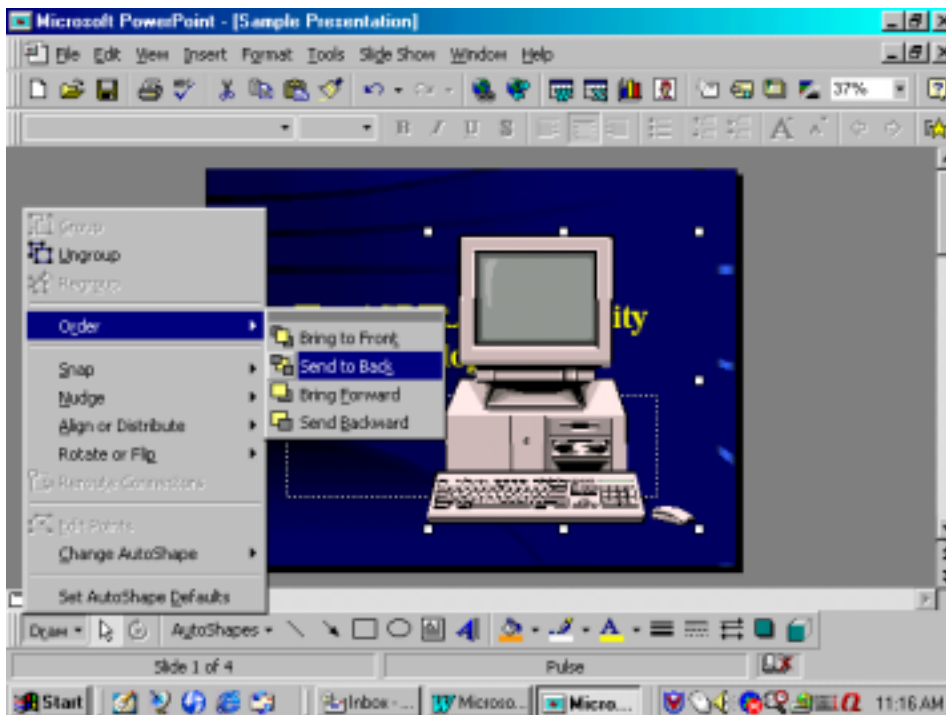 Microsoft PowerPoint - [Sample Presentation]
File Edit View Insert Format Tools Slide Show Window Help
37%
B I U S
Group
Ungroup
Regroup
Order
Bring to Front
Send to Back
Bring Forward
Send Backward
Snap
Nudge
Align or Distribute
Rotate or Flip
Reroute Connections
Edit Points
Change AutoShape
Set AutoShape Defaults
ity
Draw AutoShapes
Slide 1 of 4 Pulse
Start Inbox - ... Microso... Micro... 11:16 AM